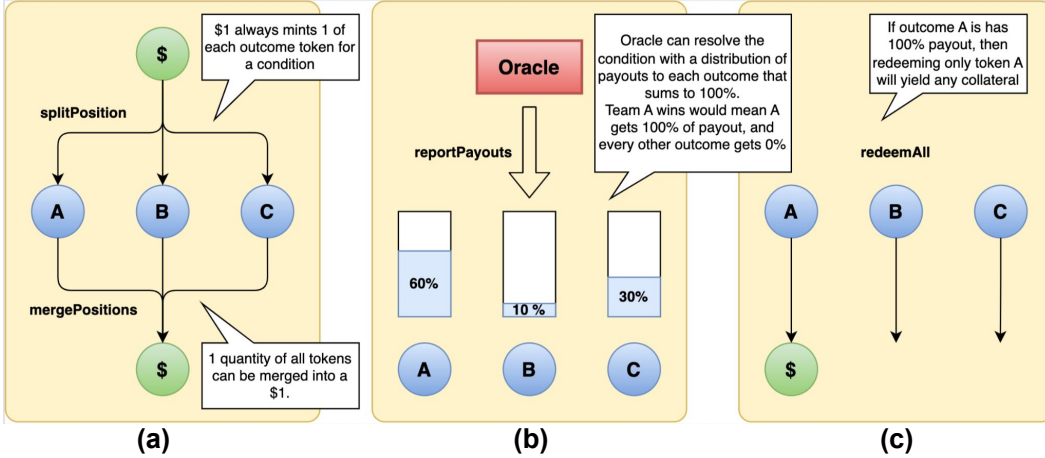 $1 always mints 1 of
each outcome token for
a condition
$
splitPosition
A
B
C
mergePositions
$
1 quantity of all tokens
can be merged into a
$1.
(a)
Oracle
Oracle can resolve the
condition with a distribution of
payouts to each outcome that
sums to 100%.
Team A wins would mean A
gets 100% of payout, and
every other outcome gets 0%
reportPayouts
60%
10 %
30%
A
B
C
(b)
If outcome A is has
100% payout, then
redeeming only token A
will yield any collateral
redeemAll
A
B
C
$
(c)